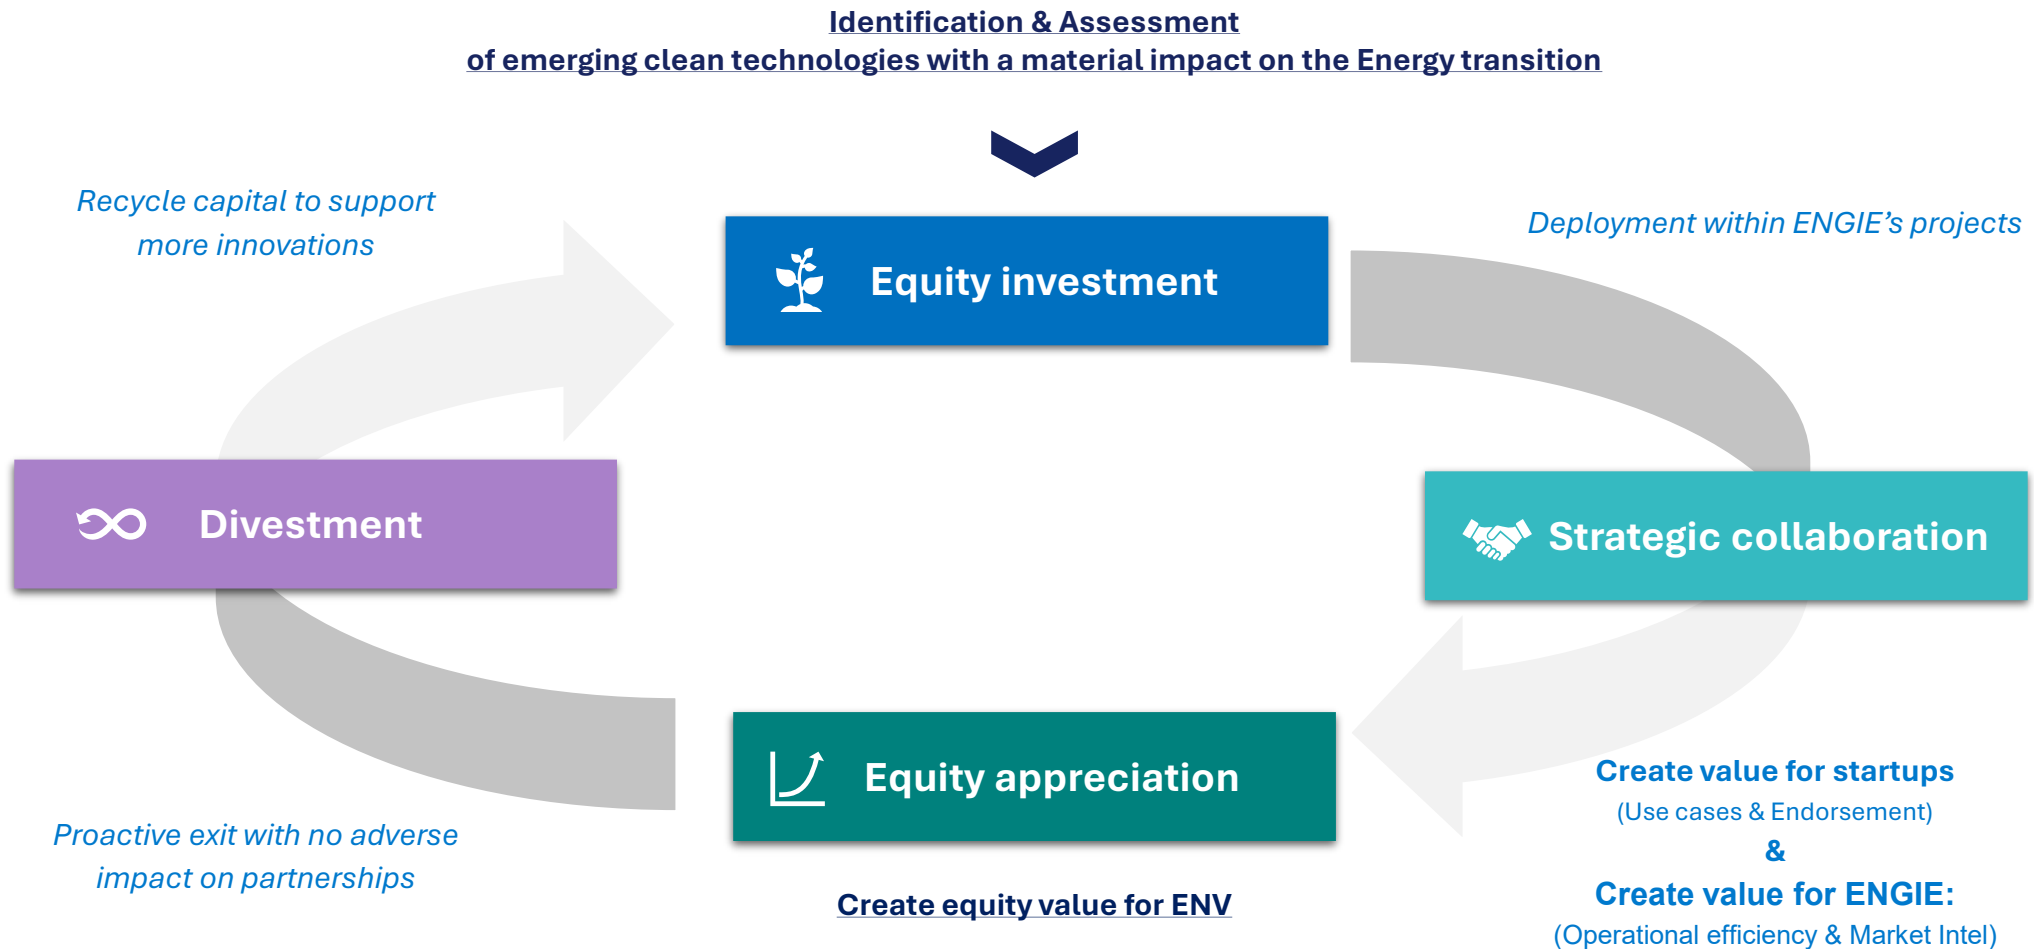 Identification & Assessment
of emerging clean technologies with a material impact on the Energy transition
Recycle capital to support
more innovations
Deployment within ENGIE’s projects
Equity investment
Divestment
Strategic collaboration
Equity appreciation
Create value for startups
(Use cases & Endorsement)
&
Create value for ENGIE:
(Operational efficiency & Market Intel)
Proactive exit with no adverse
impact on partnerships
Create equity value for ENV